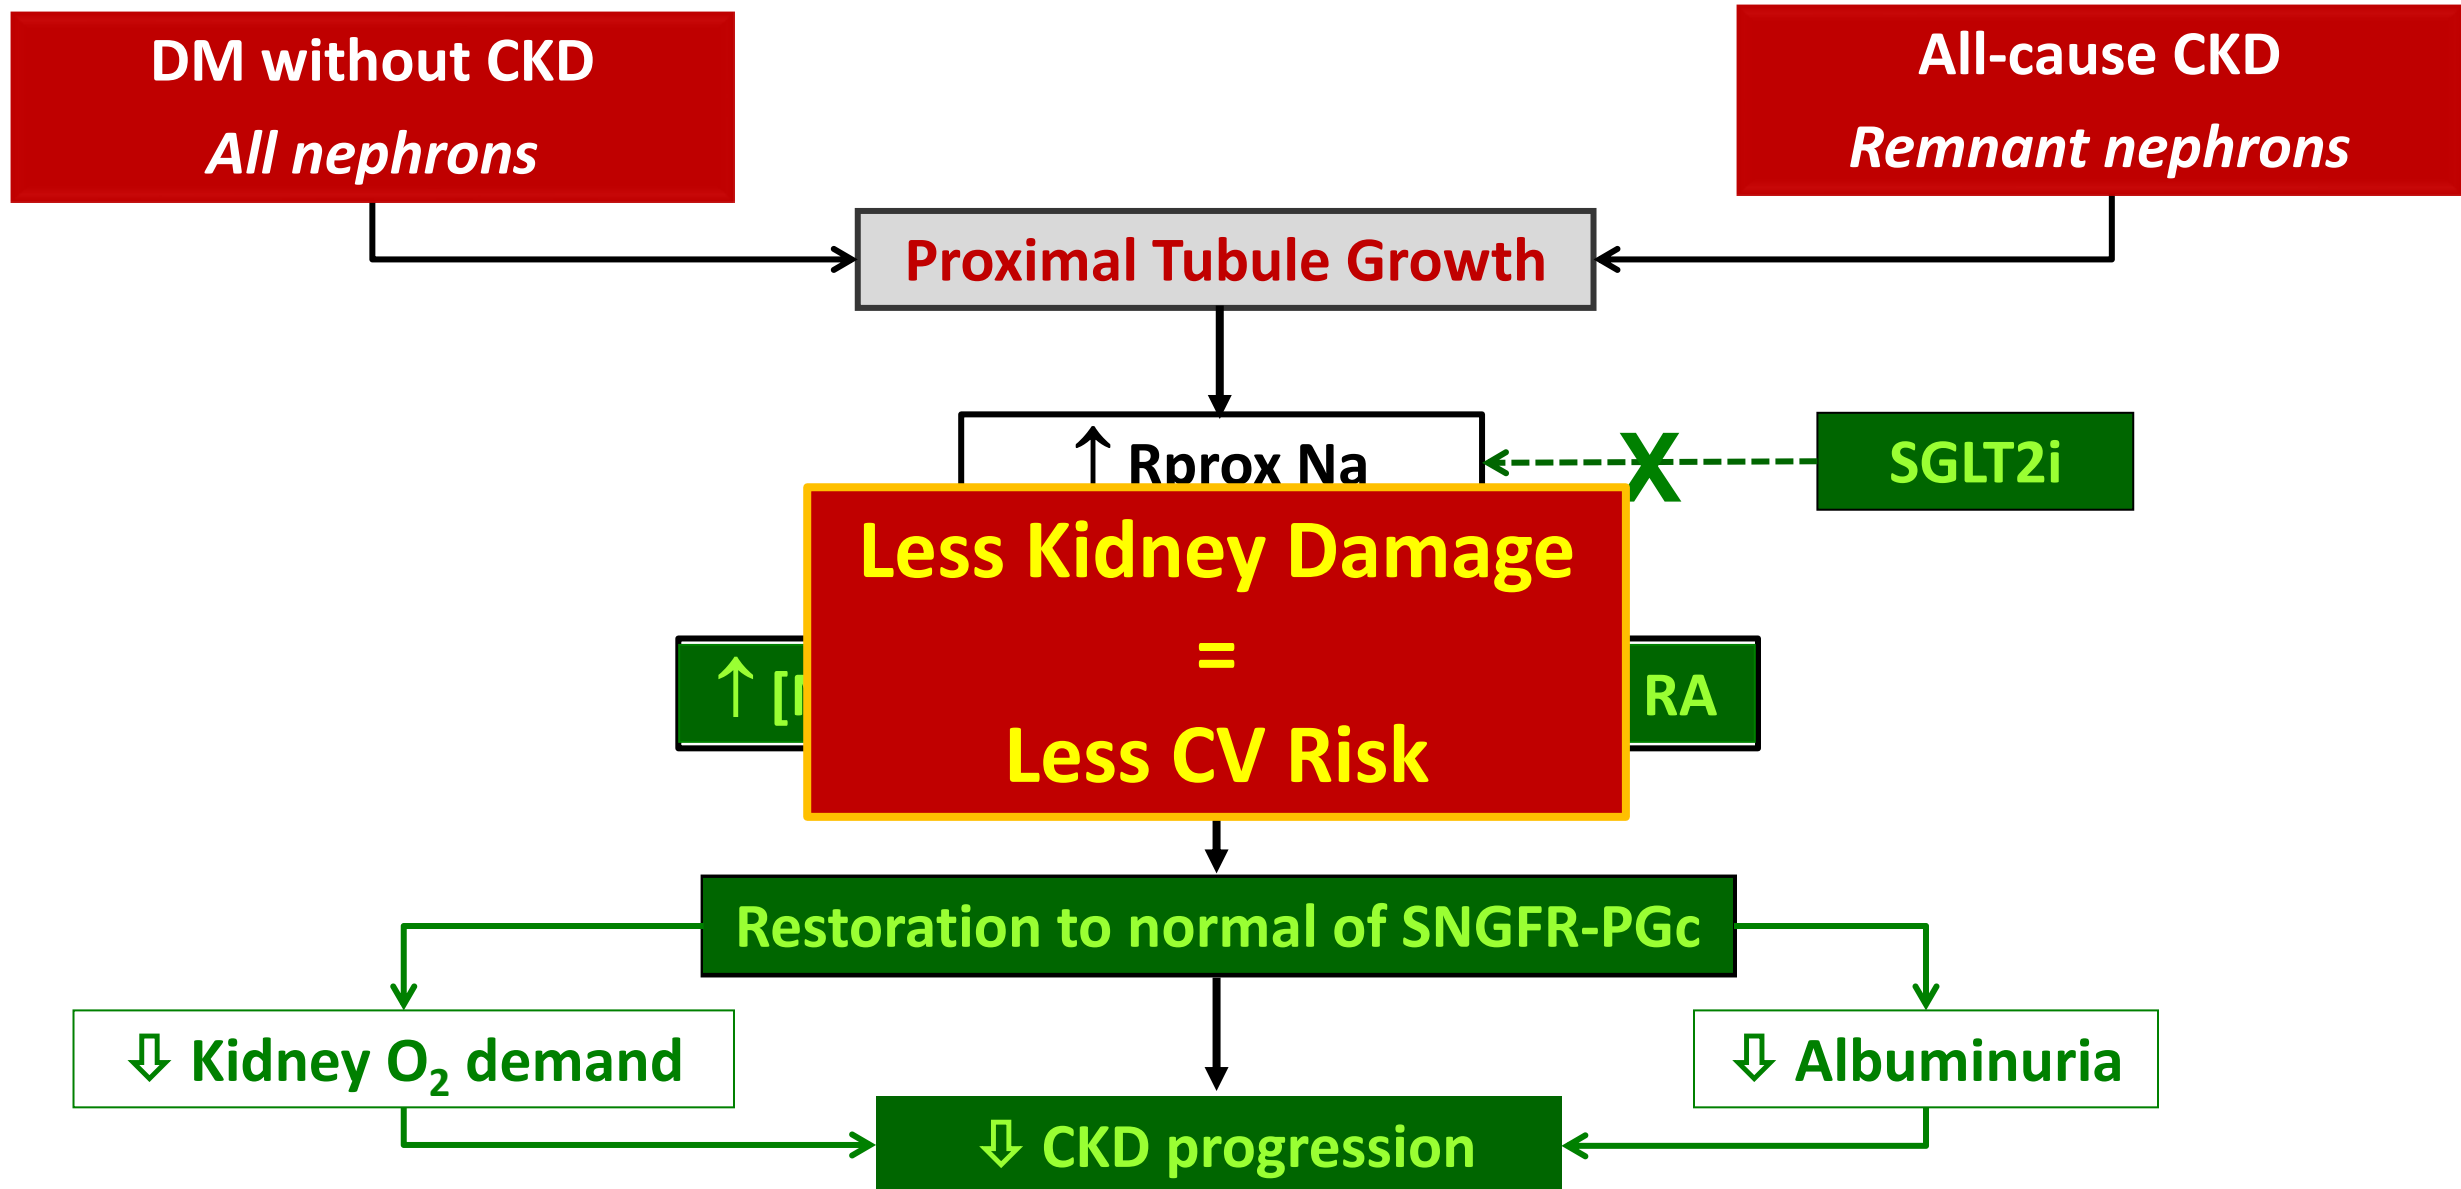 DM without CKD
All nephrons
All-cause CKD
Remnant nephrons
Proximal Tubule Growth
↑ Rprox Na
X
SGLT2i
Less Kidney Damage
=
Less CV Risk
↑ [
RA
Restoration to normal of SNGFR-PGc
⇩ Kidney O₂ demand
⇩ Albuminuria
⇩ CKD progression